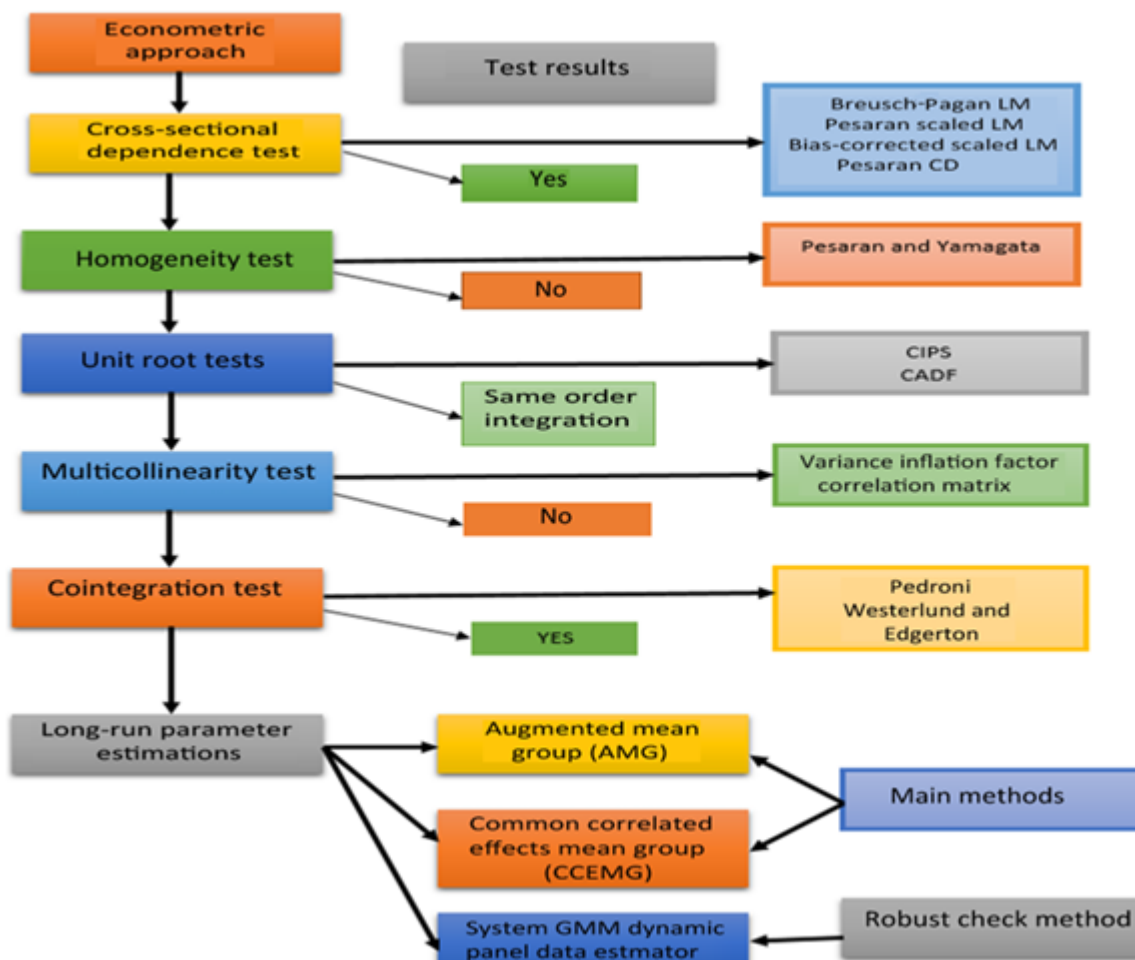 Econometric
approach
Test results
Cross-sectional
dependence test
Breusch-Pagan LM
Pesaran scaled LM
Bias-corrected scaled LM
Pesaran CD
Yes
Homogeneity test
Pesaran and Yamagata
No
Unit root tests
CIPS
CADF
Same order
integration
Multicollinearity test
Variance inflation factor
correlation matrix
No
Cointegration test
Pedroni
Westerlund and
Edgerton
YES
Long-run parameter
estimations
Augmented mean
group (AMG)
Main methods
Common correlated
effects mean group
(CCEMG)
Robust check method
System GMM dynamic
panel data estmator